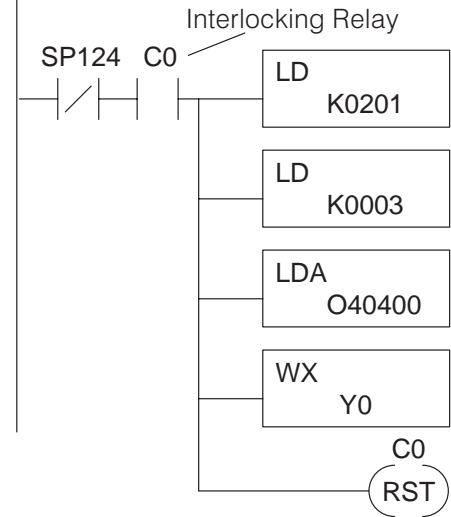 Interlocking Relay
SP124 C0
LD
K0201
LD
K0003
LDA
O40400
WX
Y0
C0
RST